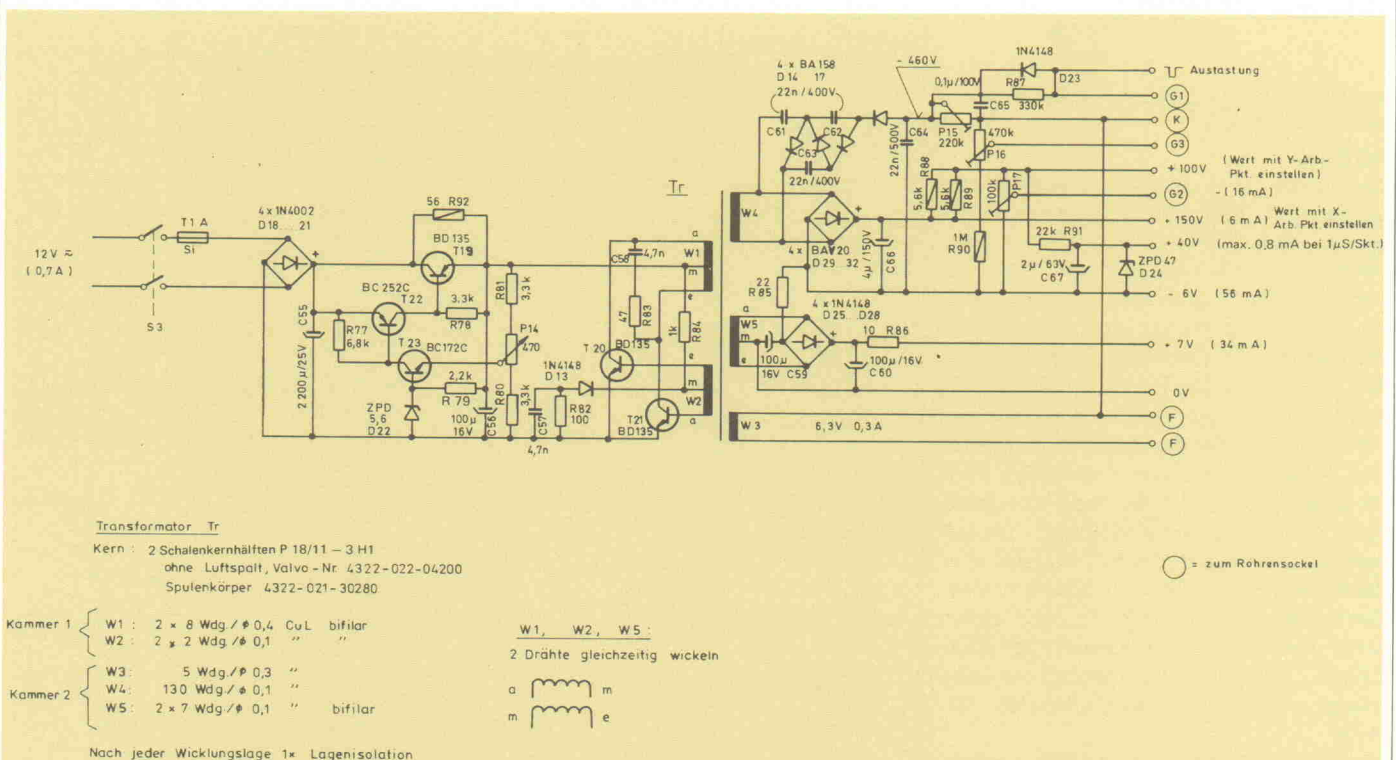 1N4148
4 x BA158
D14 17
22n/400V
- 460V
0,1µ/100V
D23
R87
330k
C65
Austastung
G1
K
G3
C61
C62
C63
22n/400V
C64
22n/500V
P15
220k
470k
P16
+ 100V
(Wert mit Y-Arb.-
Pkt. einstellen)
R88
5,6k
5,6k
R89
100k
P17
G2
- (16 mA)
Tr
W4
+ 150V
(6 mA)
Wert mit X-
Arb. Pkt. einstellen
56 R92
4 x 1N4002
D18 ... 21
T1 A
Si
BD 135
T19
12V ≂
( 0,7 A )
S3
C58
4,7n
a
W1
m
e
4 x BAV20
D29 32
4µ/150V
C66
1M
R90
22k R91
2µ/63V
C67
+ 40V
(max. 0,8 mA bei 1µS/Skt.)
ZPD 47
D 24
- 6V
(56 mA)
BC 252C
T22
3,3k
R78
R81
3,3k
47
R83
1k
R84
22
R85
4 x 1N4148
D25...D28
C55
R77
6,8k
T 23
BC172C
P14
470
T 20
BD135
e
a
W5
m
e
100µ
16V
C59
10 R86
100µ/16V
C60
+ 7V
( 34 m A )
2 200µ/25V
2,2k
R 79
1N4148
D 13
m
W2
a
0V
ZPD
5,6
D22
100µ
16V
C56
R80
3,3k
C57
4,7n
R82
100
T21
BD135
W 3
6,3V 0,3A
F
F
Transformator Tr
Kern : 2 Schalenkernhälften P 18/11 – 3 H1
ohne Luftspalt, Valvo - Nr. 4322-022-04200
Spulenkörper 4322-021-30280
= zum Röhrensockel
Kammer 1
W1 : 2 x 8 Wdg./ϕ 0,4 CuL bifilar
W2 : 2 x 2 Wdg./ϕ 0,1 " "
Kammer 2
W3: 5 Wdg./ϕ 0,3 "
W4: 130 Wdg./ϕ 0,1 "
W5: 2 x 7 Wdg./ϕ 0,1 " bifilar
W1, W2, W5 :
2 Drähte gleichzeitig wickeln
a m
m e
Nach jeder Wicklungslage 1x Lagenisolation